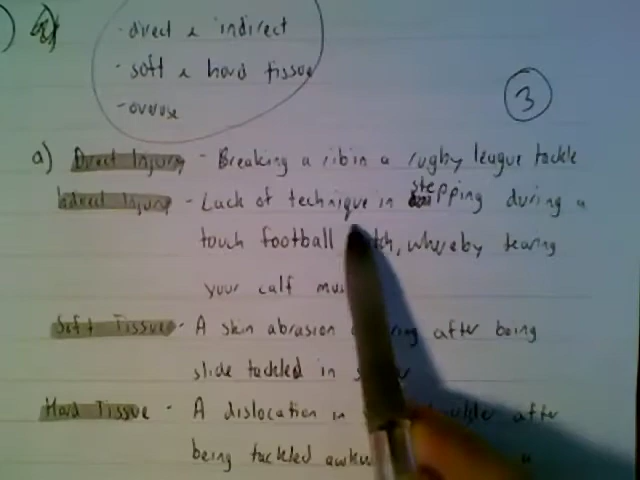 - direct & indirect
- soft & hard tissue
- overuse
3
a) Direct Injury - Breaking a rib in a rugby league tackle
Indirect Injury - Lack of technique in stepping during a
touch football, whereby tearing
your calf
Soft Tissue - A skin abrasion after being
slide tackled in
Hard Tissue - A dislocation in after
being tackled